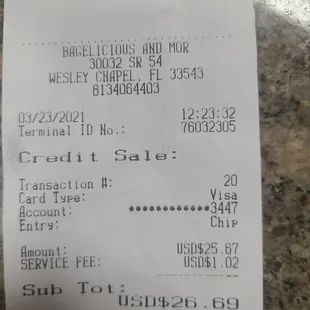 BAGELICIOUS AND MOR
30032 SR 54
WESLEY CHAPEL, FL 33543
8134064403
03/23/2021 12:23:32
Terminal ID No.: 76032305
Credit Sale:
Transaction #: 20
Card Type: Visa
Account: ************3447
Entry: Chip
Amount: USD$25.67
SERVICE FEE: USD$1.02
Sub Tot:
USD$26.69